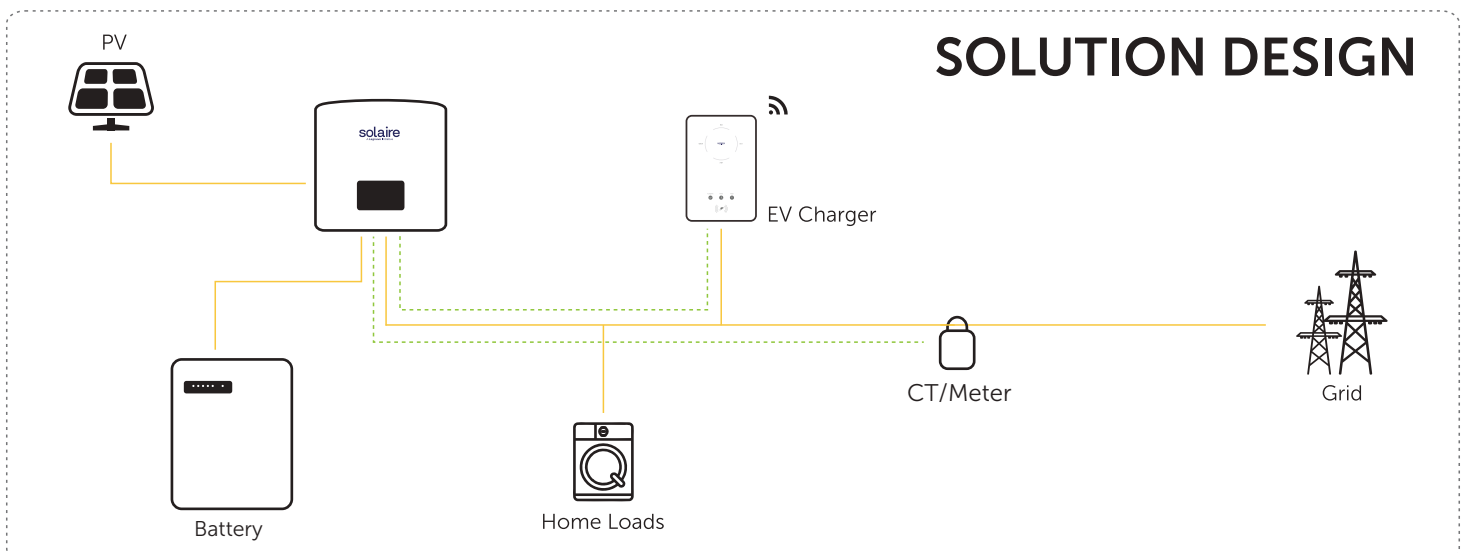 PV
SOLUTION DESIGN
solaire
EV Charger
CT/Meter
Grid
Battery
Home Loads